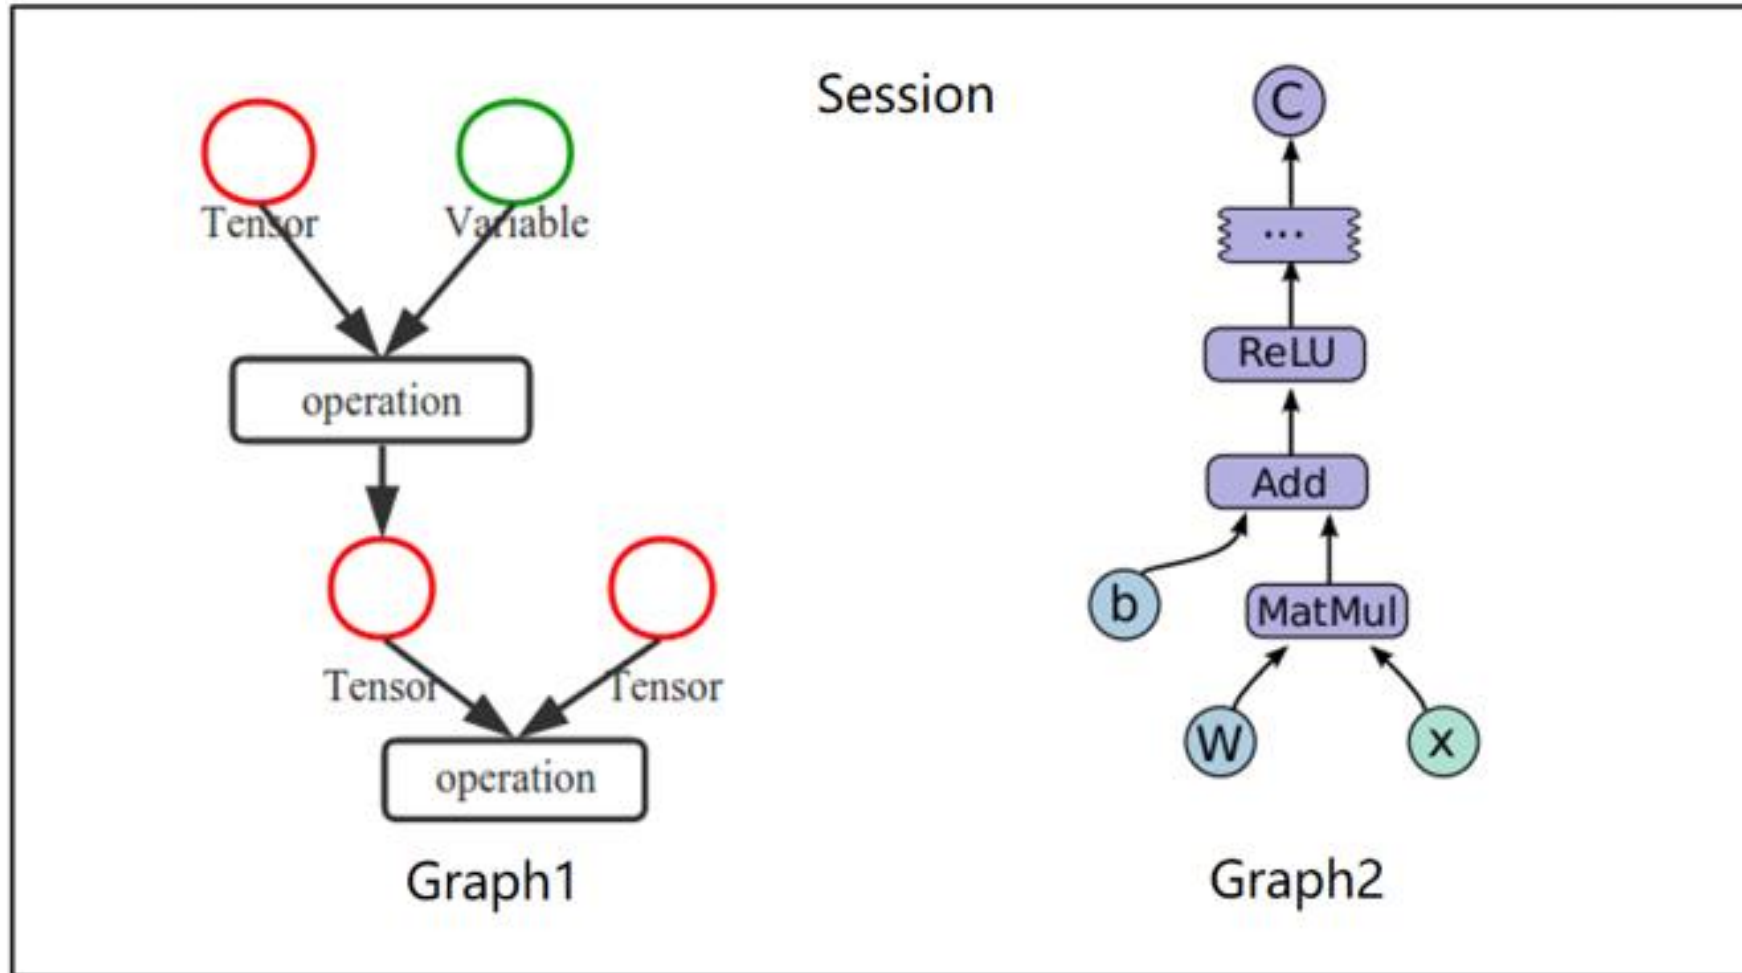 Session
Tensor
Variable
operation
Tensor
Tensor
operation
Graph1
C
...
ReLU
Add
b
MatMul
W
x
Graph2